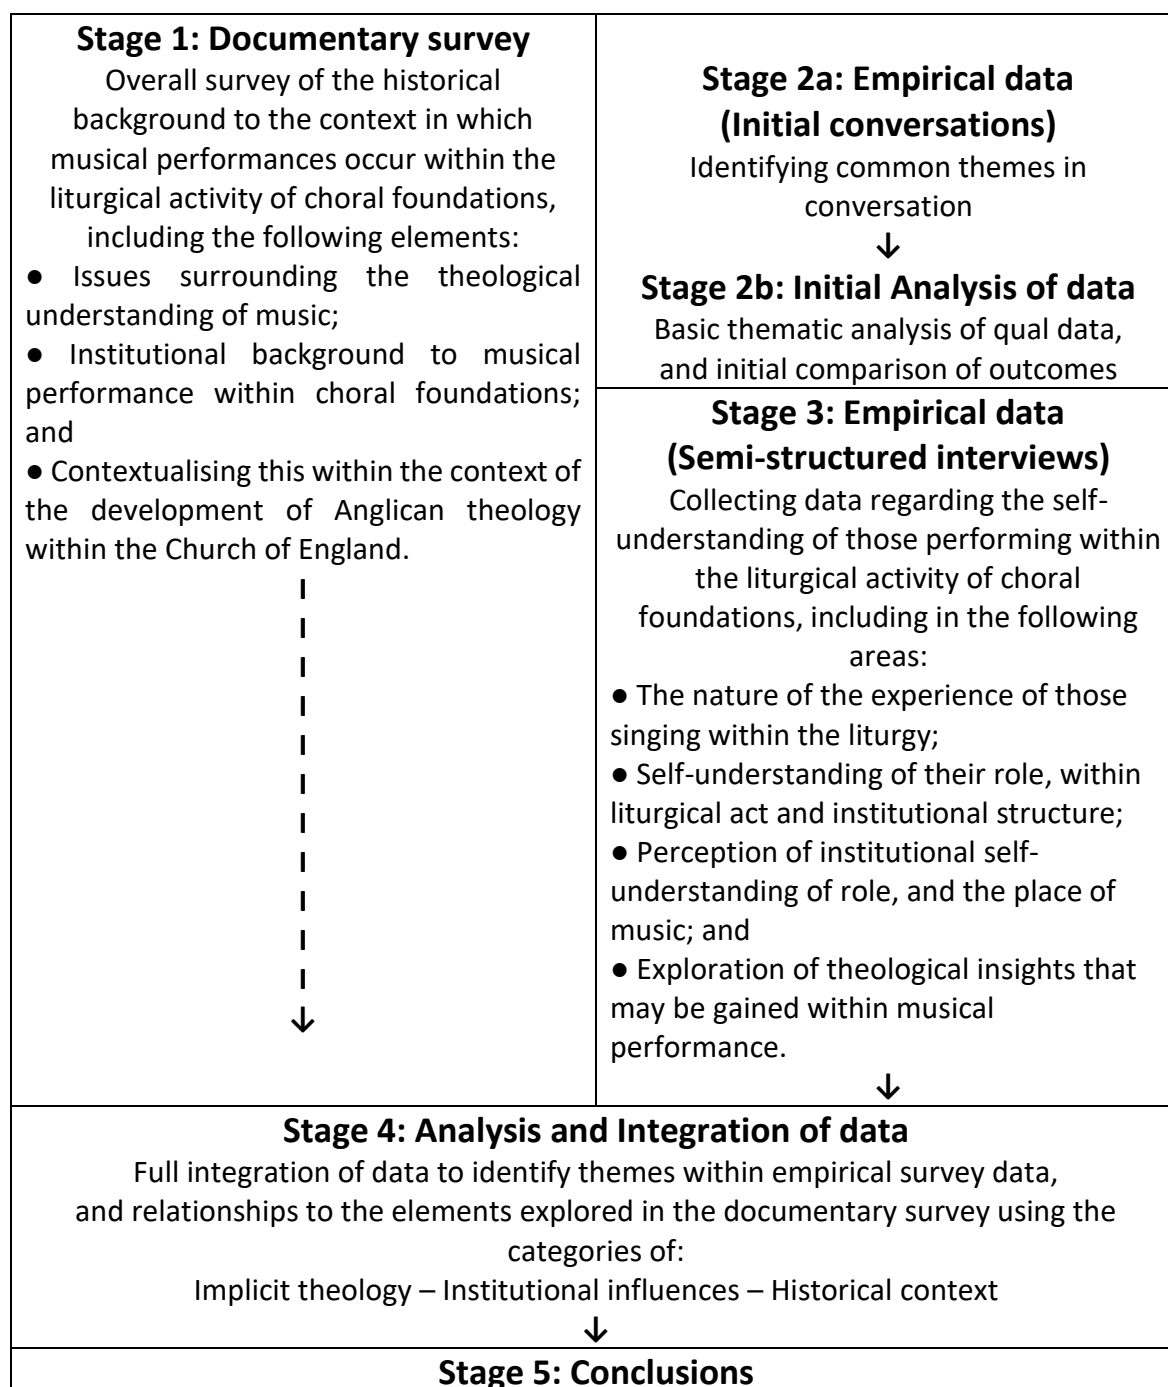 Stage 1: Documentary survey
Overall survey of the historical
background to the context in which
musical performances occur within the
liturgical activity of choral foundations,
including the following elements:
● Issues surrounding the theological
understanding of music;
● Institutional background to musical
performance within choral foundations;
and
● Contextualising this within the context of
the development of Anglican theology
within the Church of England.
Stage 2a: Empirical data
(Initial conversations)
Identifying common themes in
conversation
↓
Stage 2b: Initial Analysis of data
Basic thematic analysis of qual data,
and initial comparison of outcomes
Stage 3: Empirical data
(Semi-structured interviews)
Collecting data regarding the self-
understanding of those performing within
the liturgical activity of choral
foundations, including in the following
areas:
● The nature of the experience of those
singing within the liturgy;
● Self-understanding of their role, within
liturgical act and institutional structure;
● Perception of institutional self-
understanding of role, and the place of
music; and
● Exploration of theological insights that
may be gained within musical
performance.
↓
Stage 4: Analysis and Integration of data
Full integration of data to identify themes within empirical survey data,
and relationships to the elements explored in the documentary survey using the
categories of:
Implicit theology – Institutional influences – Historical context
↓
Stage 5: Conclusions